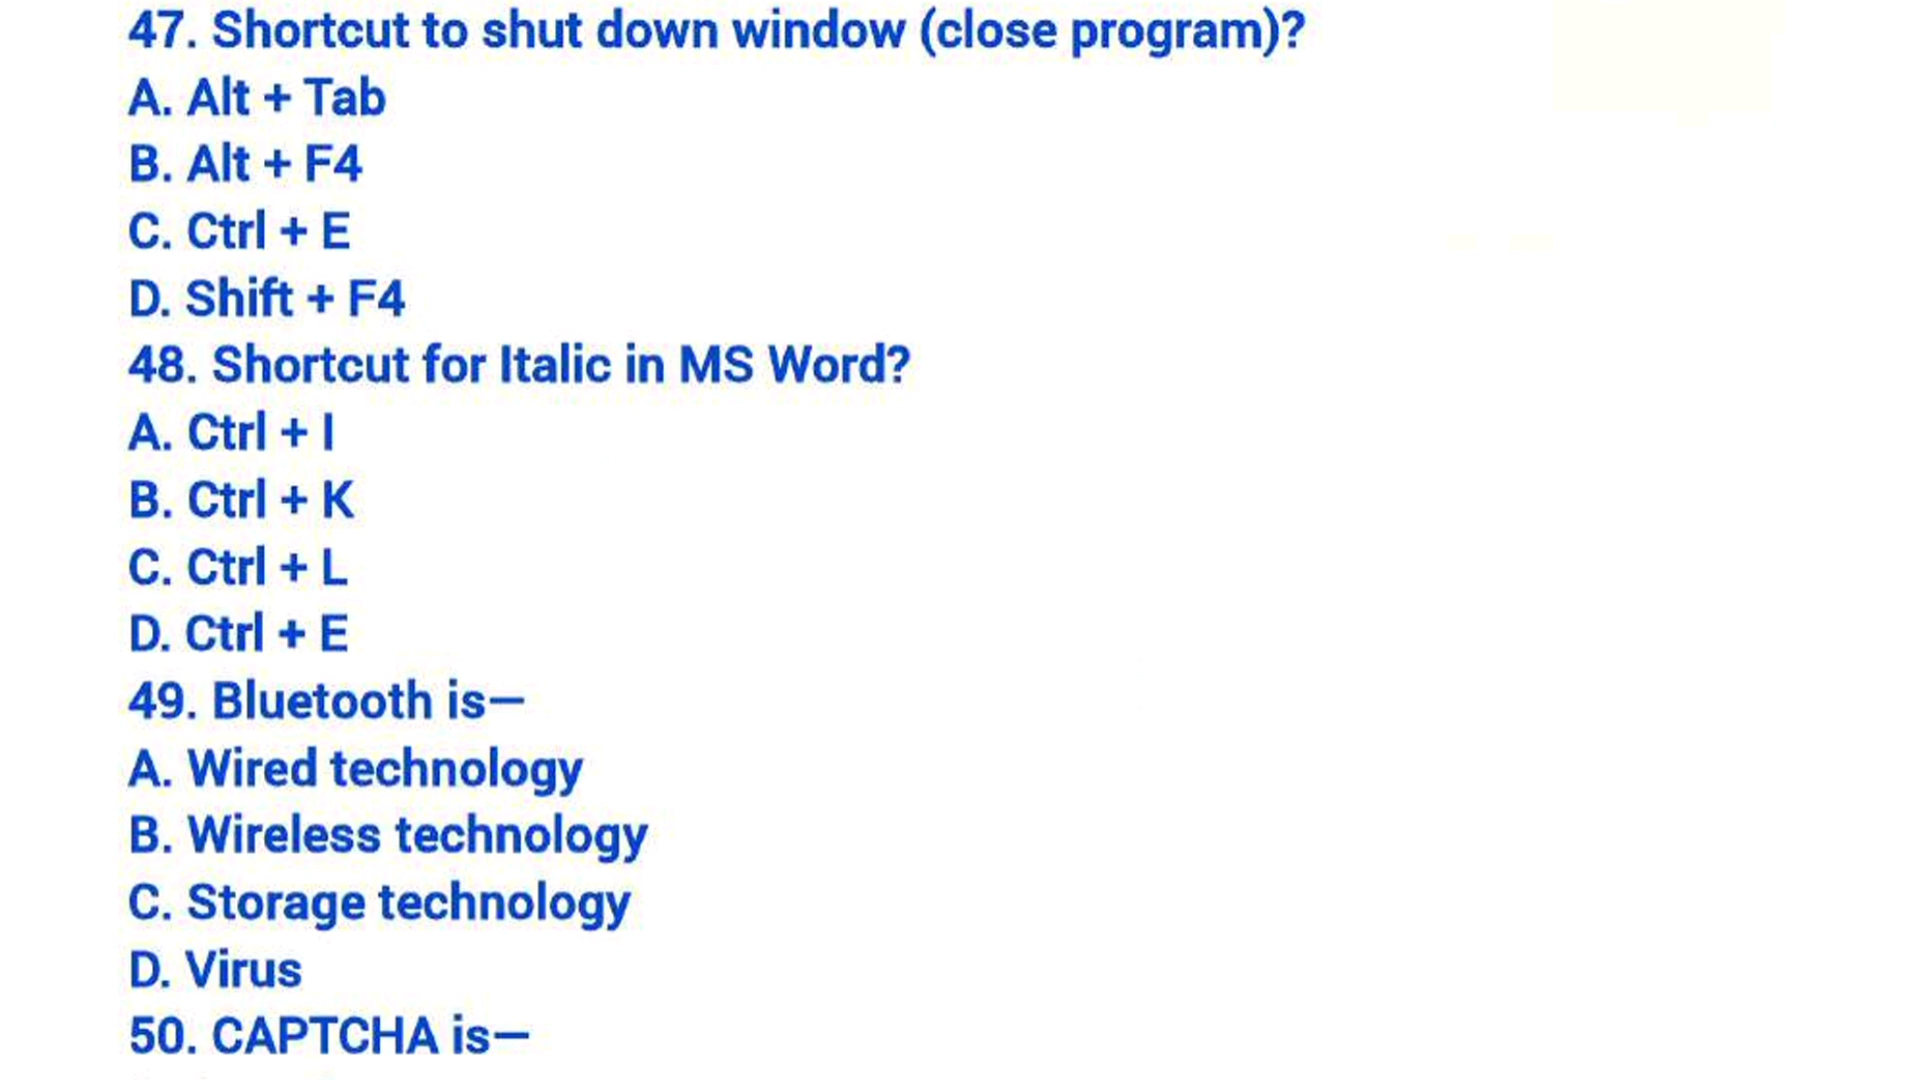 47. Shortcut to shut down window (close program)?
A. Alt + Tab
B. Alt + F4
C. Ctrl + E
D. Shift + F4
48. Shortcut for Italic in MS Word?
A. Ctrl + I
B. Ctrl + K
C. Ctrl + L
D. Ctrl + E
49. Bluetooth is—
A. Wired technology
B. Wireless technology
C. Storage technology
D. Virus
50. CAPTCHA is—